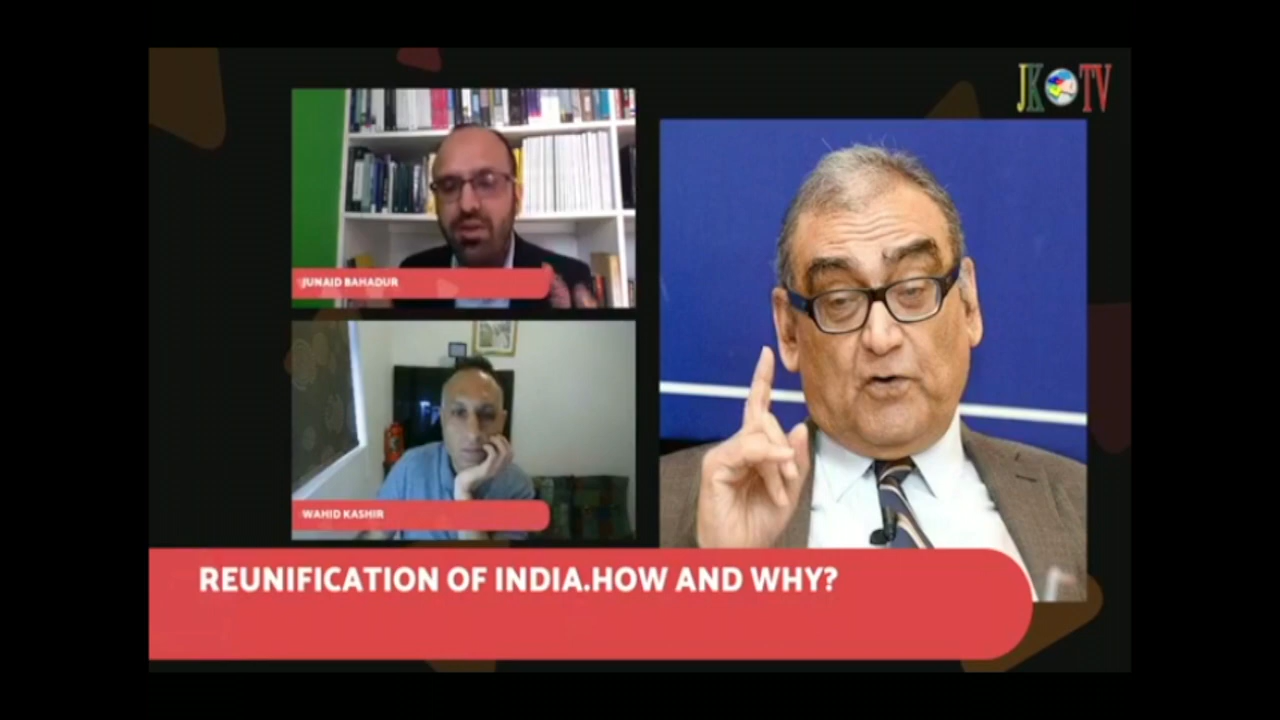 JK TV
JUNAID BAHADUR
WAHID KASHIR
REUNIFICATION OF INDIA.HOW AND WHY?